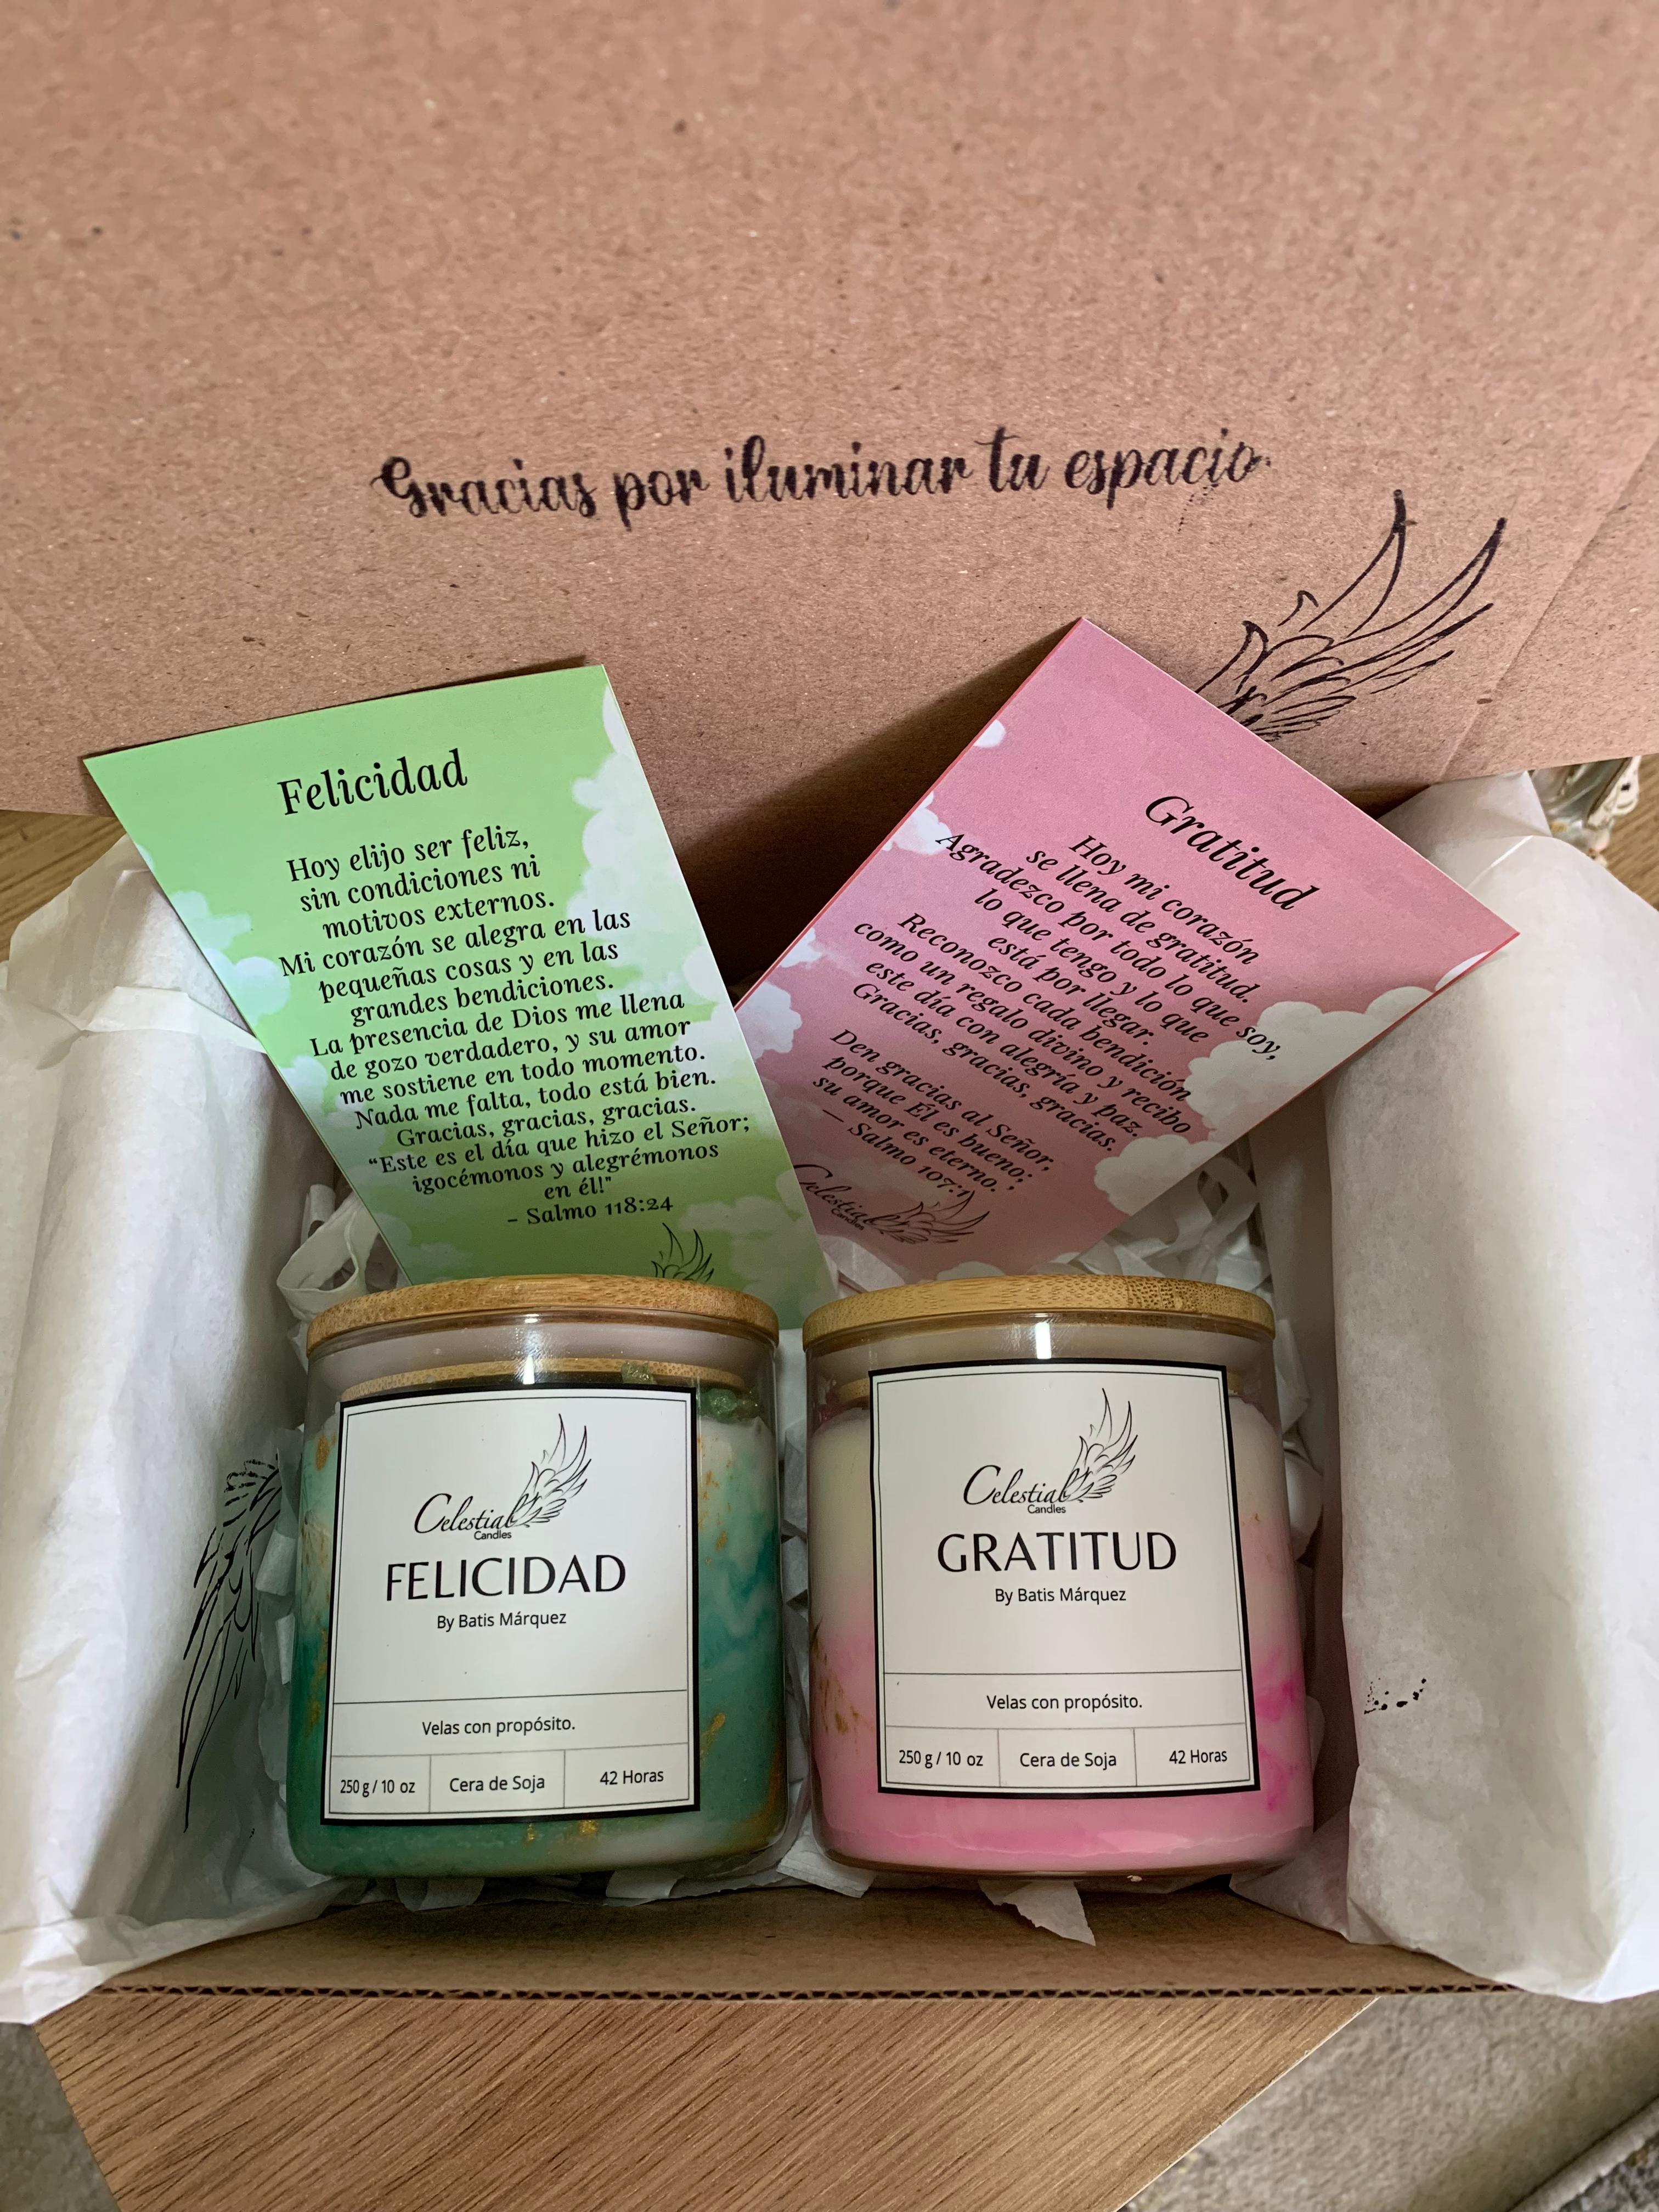 Gracias por iluminar tu espacio.
Felicidad
Hoy elijo ser feliz,
sin condiciones ni
motivos externos.
Mi corazón se alegra en las
pequeñas cosas y en las
grandes bendiciones.
La presencia de Dios me llena
de gozo verdadero, y su amor
me sostiene en todo momento.
Nada me falta, todo está bien.
Gracias, gracias, gracias.
“Este es el día que hizo el Señor;
¡gocémonos y alegrémonos
en él!"
– Salmo 118:24
Gratitud
Hoy mi corazón
se llena de gratitud.
Agradezco por todo lo que soy,
lo que tengo y lo que
está por llegar.
Reconozco cada bendición
como un regalo divino y recibo
este día con alegría y paz.
Gracias, gracias, gracias.
Den gracias al Señor,
porque Él es bueno;
su amor es eterno.”
— Salmo 107:1
Celestial
Candles
Celestial
Candles
FELICIDAD
By Batis Márquez
Velas con propósito.
250 g / 10 oz
Cera de Soja
42 Horas
Celestial
Candles
GRATITUD
By Batis Márquez
Velas con propósito.
250 g / 10 oz
Cera de Soja
42 Horas